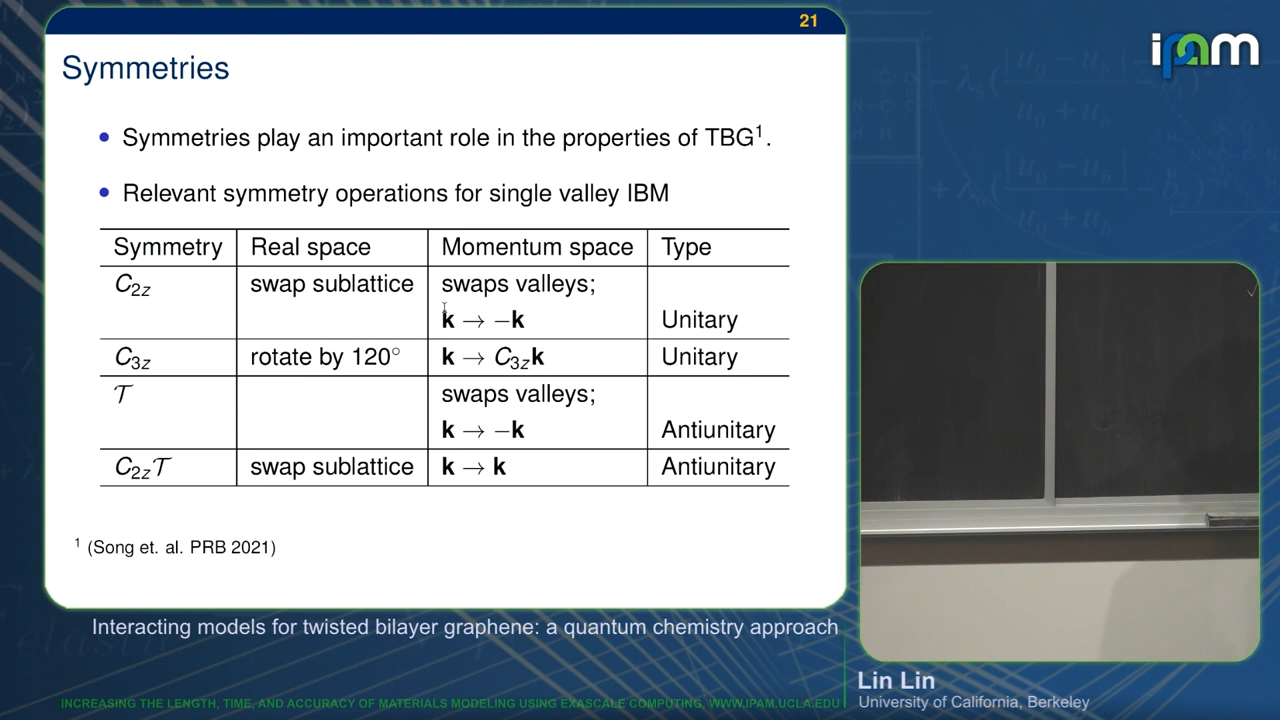 21
ipam
Symmetries
• Symmetries play an important role in the properties of TBG¹.
• Relevant symmetry operations for single valley IBM
Symmetry Real space Momentum space Type
C₂z swap sublattice swaps valleys;
k → −k Unitary
C₃z rotate by 120° k → C₃zk Unitary
𝒯 swaps valleys;
k → −k Antiunitary
C₂z𝒯 swap sublattice k → k Antiunitary
¹ (Song et. al. PRB 2021)
Interacting models for twisted bilayer graphene: a quantum chemistry approach
Lin Lin
University of California, Berkeley
INCREASING THE LENGTH, TIME, AND ACCURACY OF MATERIALS MODELING USING EXASCALE COMPUTING, WWW.IPAM.UCLA.EDU